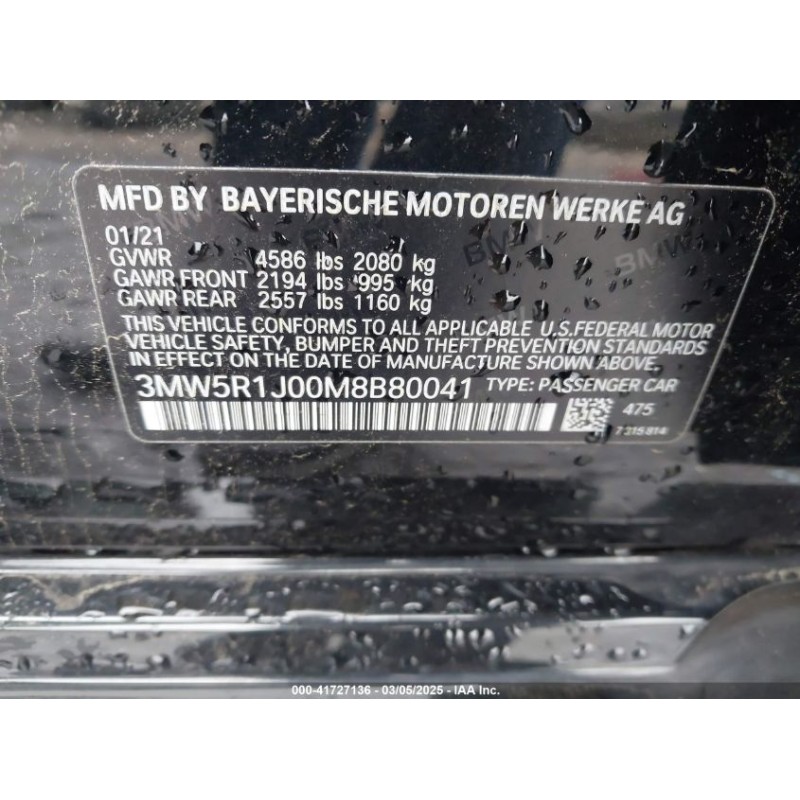 MFD BY BAYERISCHE MOTOREN WERKE AG
01/21
GVWR 4586 lbs 2080 kg
GAWR FRONT 2194 lbs 995 kg
GAWR REAR 2557 lbs 1160 kg
THIS VEHICLE CONFORMS TO ALL APPLICABLE U.S.FEDERAL MOTOR
VEHICLE SAFETY, BUMPER AND THEFT PREVENTION STANDARDS
IN EFFECT ON THE DATE OF MANUFACTURE SHOWN ABOVE.
3MW5R1J00M8B80041 TYPE: PASSENGER CAR
475
7 315 814
BMW
BMW
000-41727136 - 03/05/2025 - IAA Inc.